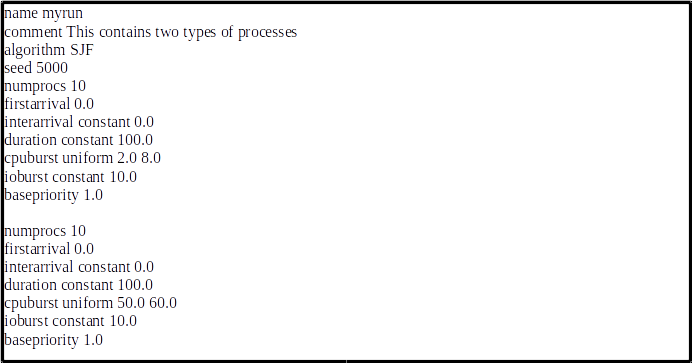 name myrun
comment This contains two types of processes
algorithm SJF
seed 5000
numprocs 10
firstarrival 0.0
interarrival constant 0.0
duration constant 100.0
cpuburst uniform 2.0 8.0
ioburst constant 10.0
basepriority 1.0

numprocs 10
firstarrival 0.0
interarrival constant 0.0
duration constant 100.0
cpuburst uniform 50.0 60.0
ioburst constant 10.0
basepriority 1.0